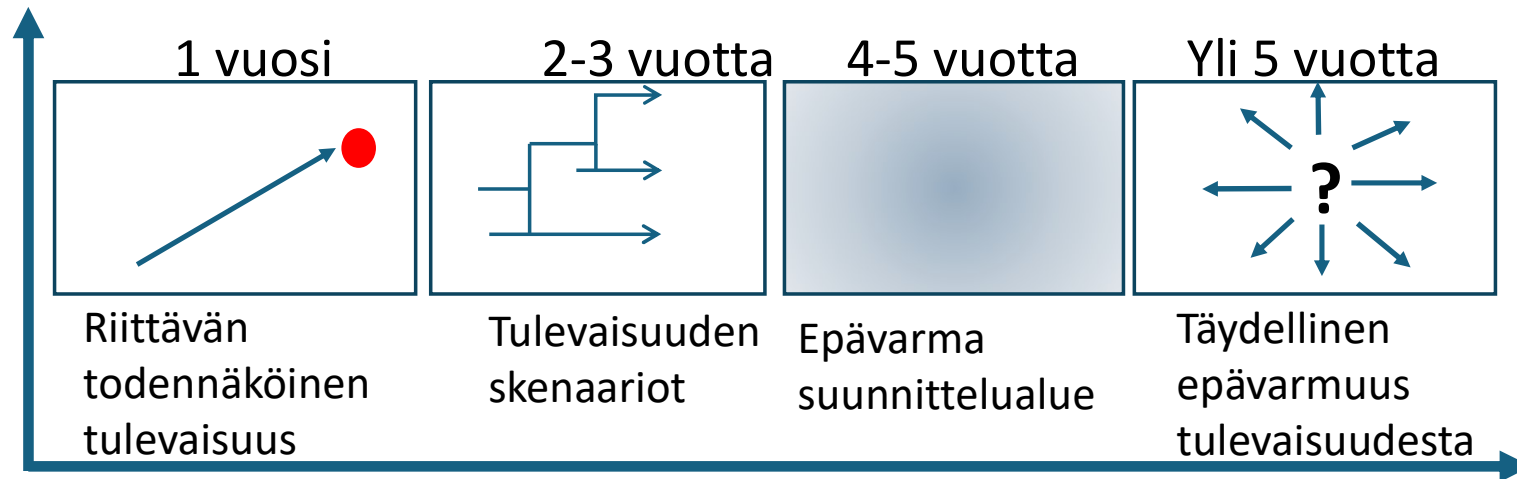 1 vuosi
2-3 vuotta
4-5 vuotta
Yli 5 vuotta
?
Riittävän
todennäköinen
tulevaisuus
Tulevaisuuden
skenaariot
Epävarma
suunnittelualue
Täydellinen
epävarmuus
tulevaisuudesta